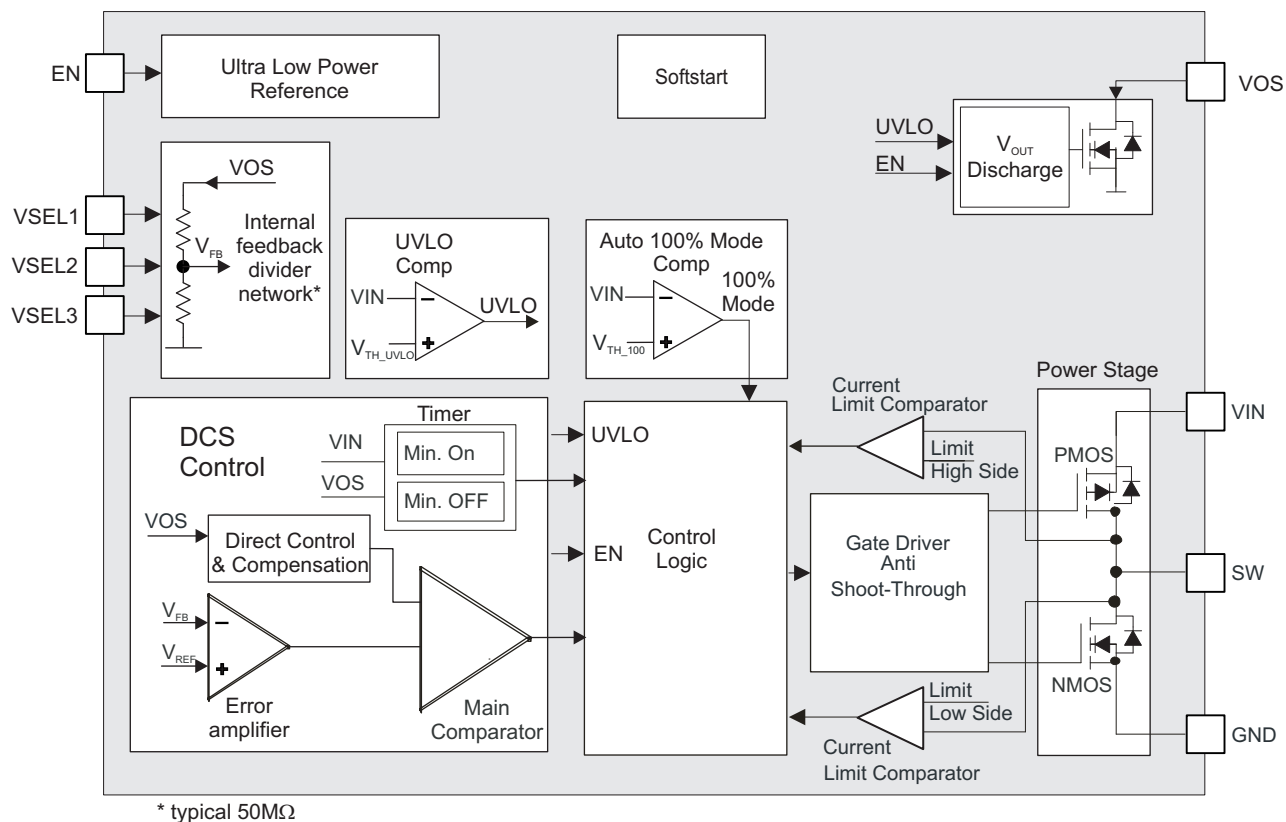 EN
Ultra Low Power
Reference
Softstart
VOS
UVLO
EN
VOUT
Discharge
VSEL1
VSEL2
VSEL3
VOS
VFB
Internal
feedback
divider
network*
UVLO
Comp
VIN
VTH_UVLO
UVLO
Auto 100% Mode
Comp
100%
Mode
VIN
VTH_100
DCS
Control
Timer
VIN
VOS
Min. On
Min. OFF
VOS
Direct Control
& Compensation
VFB
VREF
Error
amplifier
Main
Comparator
UVLO
EN
Control
Logic
Current
Limit Comparator
Limit
High Side
Gate Driver
Anti
Shoot-Through
Limit
Low Side
Current
Limit Comparator
Power Stage
PMOS
NMOS
VIN
SW
GND
* typical 50MΩ